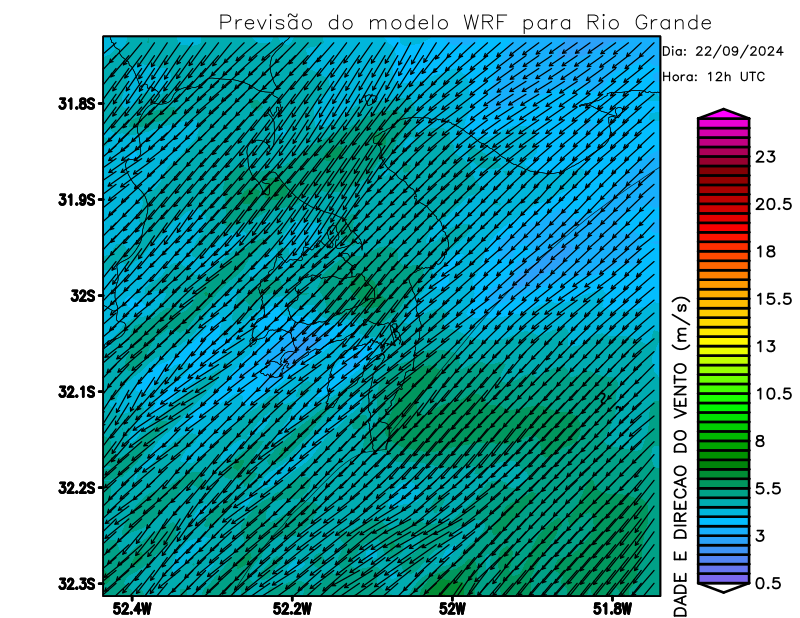 Previsão do modelo WRF para Rio Grande
Dia: 22/09/2024
Hora: 12h UTC
31.8S
31.9S
32S
32.1S
32.2S
32.3S
52.4W
52.2W
52W
51.8W
DADE E DIRECAO DO VENTO (m/s)
23
20.5
18
15.5
13
10.5
8
5.5
3
0.5